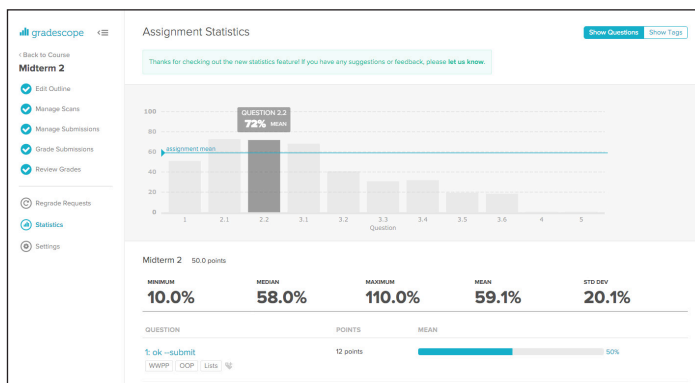 gradescope
Assignment Statistics
Show Questions Show Tags
‹ Back to Course
Midterm 2
Thanks for checking out the new statistics feature! If you have any suggestions or feedback, please let us know.
Edit Outline
Manage Scans
Manage Submissions
Grade Submissions
Review Grades
Regrade Requests
Statistics
Settings
100
80
60
40
20
0
QUESTION 2.2
72% MEAN
assignment mean
1 2.1 2.2 3.1 3.2 3.3 3.4 3.5 3.6 4 5
Question
Midterm 2 50.0 points
MINIMUM MEDIAN MAXIMUM MEAN STD DEV
10.0% 58.0% 110.0% 59.1% 20.1%
QUESTION POINTS MEAN
1: ok --submit 12 points 50%
WWPP OOP Lists